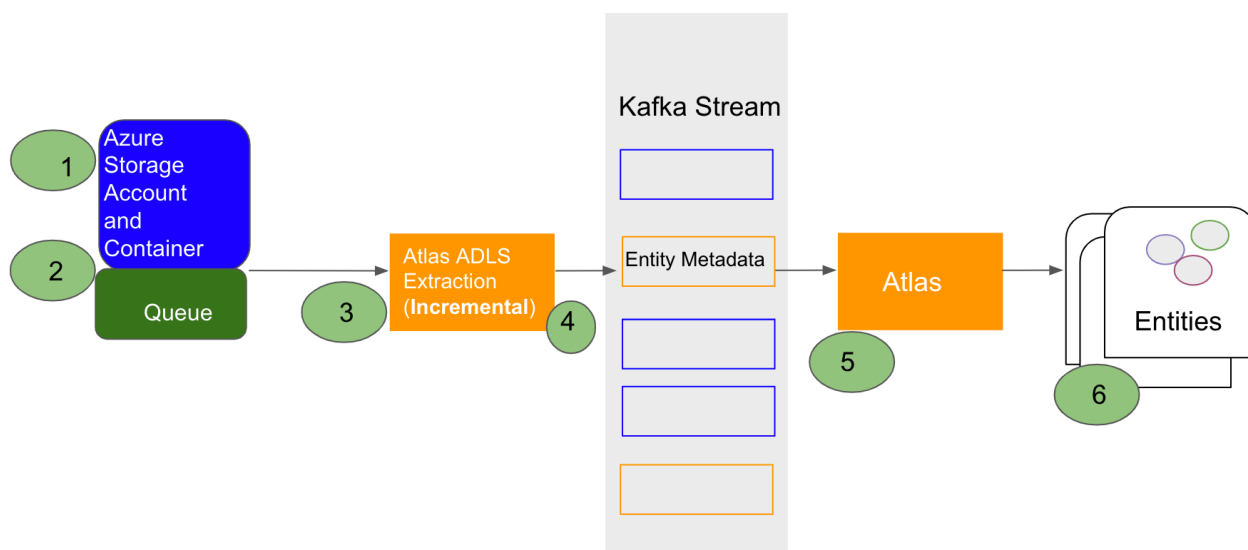 Kafka Stream
1
Azure
Storage
Account
and
Container
2
Queue
3
Atlas ADLS
Extraction
(Incremental)
4
Entity Metadata
Atlas
5
Entities
6